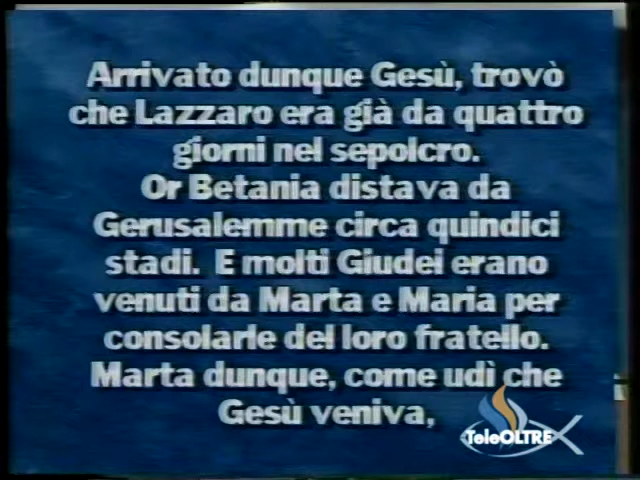 Arrivato dunque Gesù, trovò
che Lazzaro era già da quattro
giorni nel sepolcro.
Or Betania distava da
Gerusalemme circa quindici
stadi. E molti Giudei erano
venuti da Marta e Maria per
consolarle del loro fratello.
Marta dunque, come udì che
Gesù veniva,
TeleOLTRE